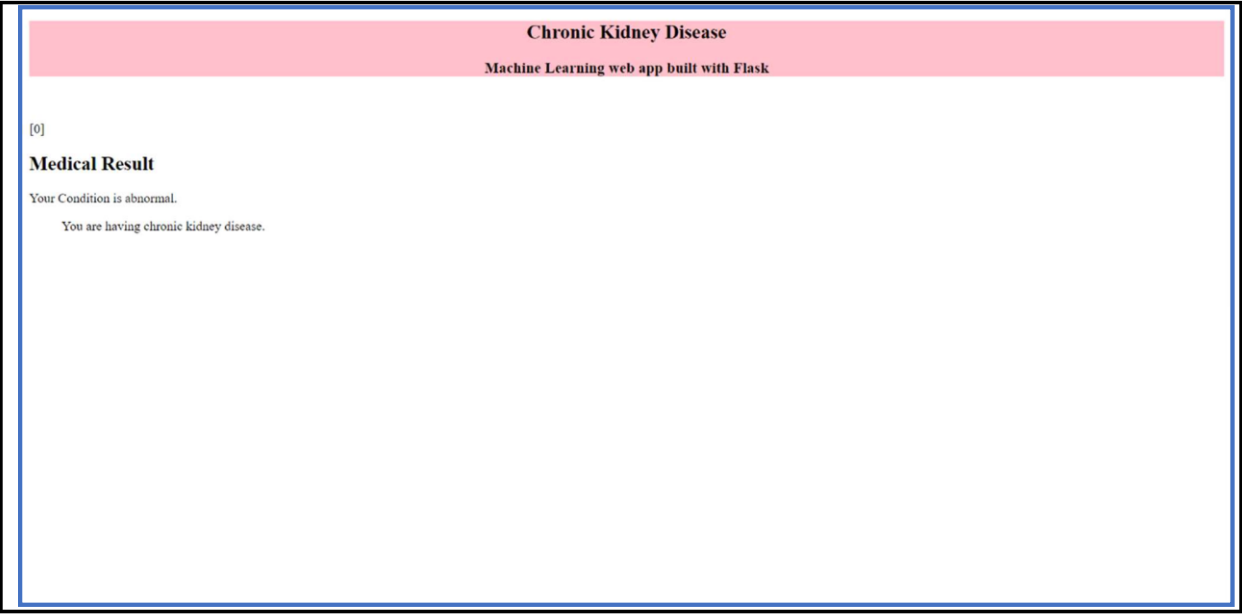 Chronic Kidney Disease
Machine Learning web app built with Flask
[0]
Medical Result
Your Condition is abnormal.
You are having chronic kidney disease.